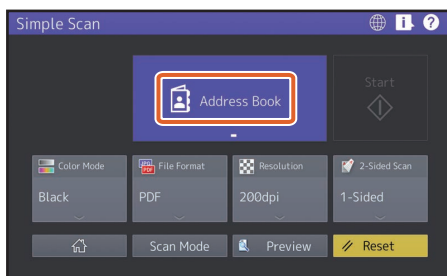 Simple Scan
Address Book
Start
Color Mode
File Format
Resolution
2-Sided Scan
Black
PDF
200dpi
1-Sided
Scan Mode
Preview
Reset